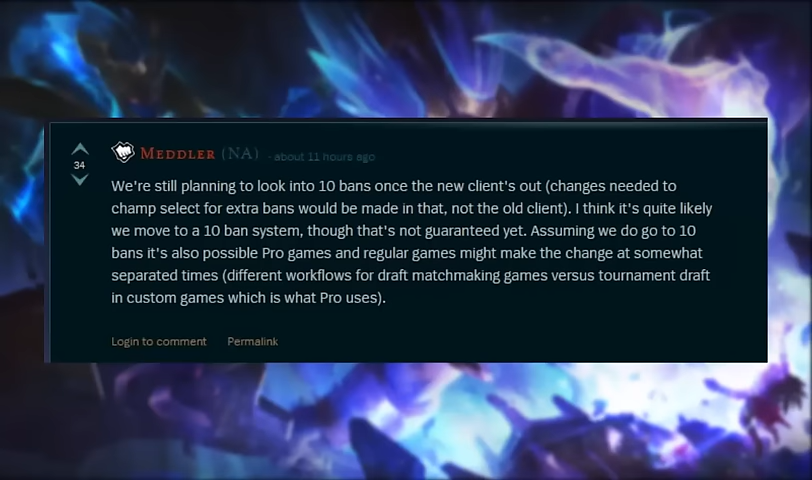 MEDDLER (NA) - about 11 hours ago
34
We're still planning to look into 10 bans once the new client's out (changes needed to
champ select for extra bans would be made in that, not the old client). I think it's quite likely
we move to a 10 ban system, though that's not guaranteed yet. Assuming we do go to 10
bans it's also possible Pro games and regular games might make the change at somewhat
separated times (different workflows for draft matchmaking games versus tournament draft
in custom games which is what Pro uses).
Login to comment Permalink